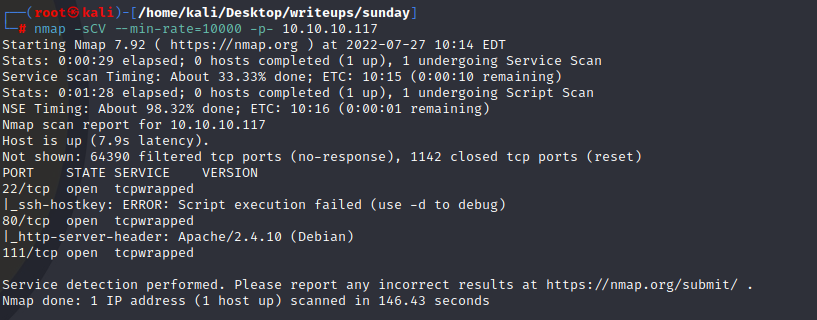 ┌──(root㉿kali)-[/home/kali/Desktop/writeups/sunday]
└─# nmap -sCV --min-rate=10000 -p- 10.10.10.117
Starting Nmap 7.92 ( https://nmap.org ) at 2022-07-27 10:14 EDT
Stats: 0:00:29 elapsed; 0 hosts completed (1 up), 1 undergoing Service Scan
Service scan Timing: About 33.33% done; ETC: 10:15 (0:00:10 remaining)
Stats: 0:01:28 elapsed; 0 hosts completed (1 up), 1 undergoing Script Scan
NSE Timing: About 98.32% done; ETC: 10:16 (0:00:01 remaining)
Nmap scan report for 10.10.10.117
Host is up (7.9s latency).
Not shown: 64390 filtered tcp ports (no-response), 1142 closed tcp ports (reset)
PORT    STATE SERVICE    VERSION
22/tcp  open  tcpwrapped
|_ssh-hostkey: ERROR: Script execution failed (use -d to debug)
80/tcp  open  tcpwrapped
|_http-server-header: Apache/2.4.10 (Debian)
111/tcp open  tcpwrapped
Service detection performed. Please report any incorrect results at https://nmap.org/submit/ .
Nmap done: 1 IP address (1 host up) scanned in 146.43 seconds